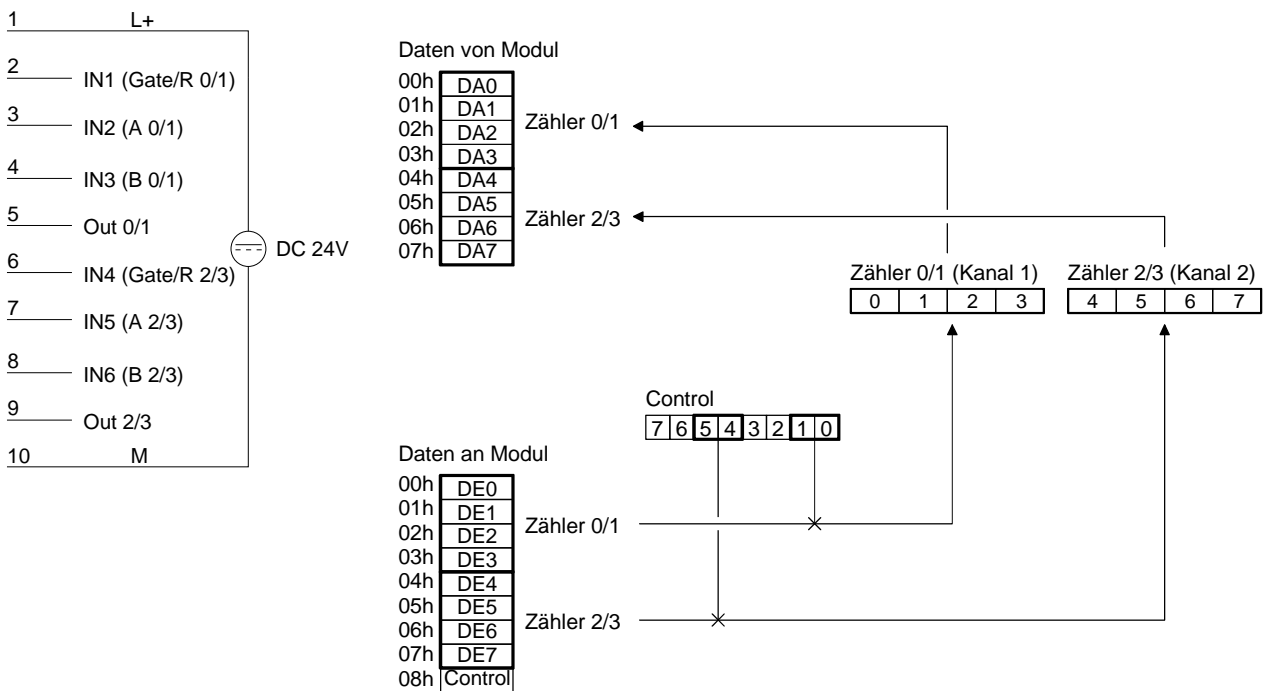 1 L+
2 IN1 (Gate/R 0/1)
3 IN2 (A 0/1)
4 IN3 (B 0/1)
5 Out 0/1
DC 24V
6 IN4 (Gate/R 2/3)
7 IN5 (A 2/3)
8 IN6 (B 2/3)
9 Out 2/3
10 M
Daten von Modul
00h DA0
01h DA1
Zähler 0/1
02h DA2
03h DA3
04h DA4
05h DA5
Zähler 2/3
06h DA6
07h DA7
Zähler 0/1 (Kanal 1)
0 1 2 3
Zähler 2/3 (Kanal 2)
4 5 6 7
Control
7 6 5 4 3 2 1 0
Daten an Modul
00h DE0
01h DE1
Zähler 0/1
02h DE2
03h DE3
04h DE4
05h DE5
Zähler 2/3
06h DE6
07h DE7
08h Control